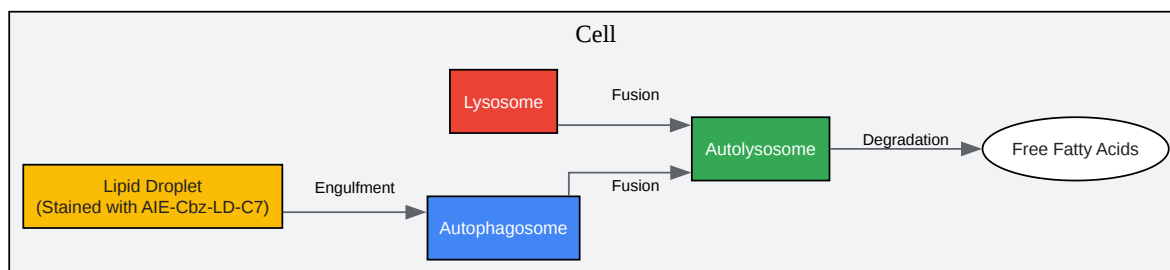 Cell
Lysosome
Fusion
Autolysosome
Degradation
Free Fatty Acids
Lipid Droplet
(Stained with AIE-Cbz-LD-C7)
Engulfment
Autophagosome
Fusion